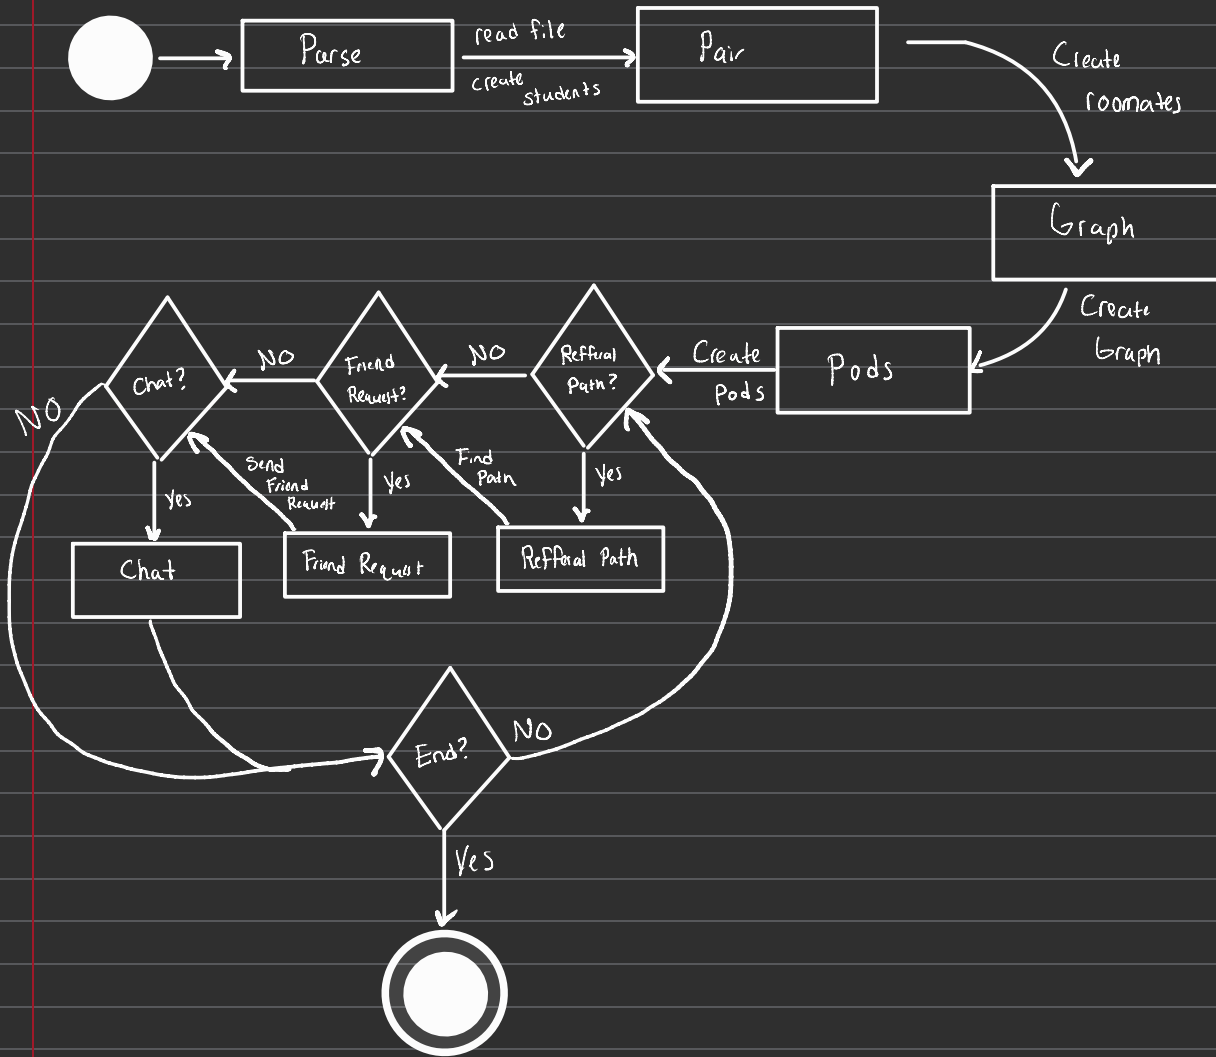 Parse
read file
create
students
Pair
Create
roomates
Graph
Create
Graph
Pods
Create
Pods
Refferal
Path?
NO
Friend
Request?
NO
Chat?
NO
yes
Refferal Path
Find
Path
yes
Friend Request
Send
Friend
Request
yes
Chat
End?
NO
Yes